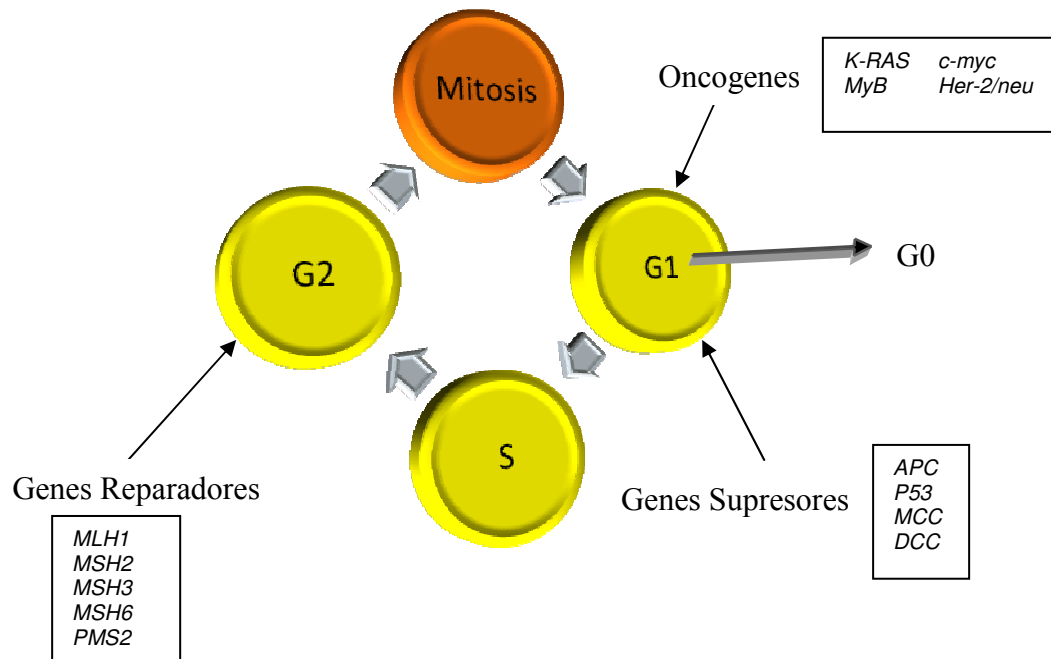 Mitosis
Oncogenes
K-RAS c-myc
MyB Her-2/neu
G2
G1
G0
S
Genes Reparadores
MLH1
MSH2
MSH3
MSH6
PMS2
Genes Supresores
APC
P53
MCC
DCC